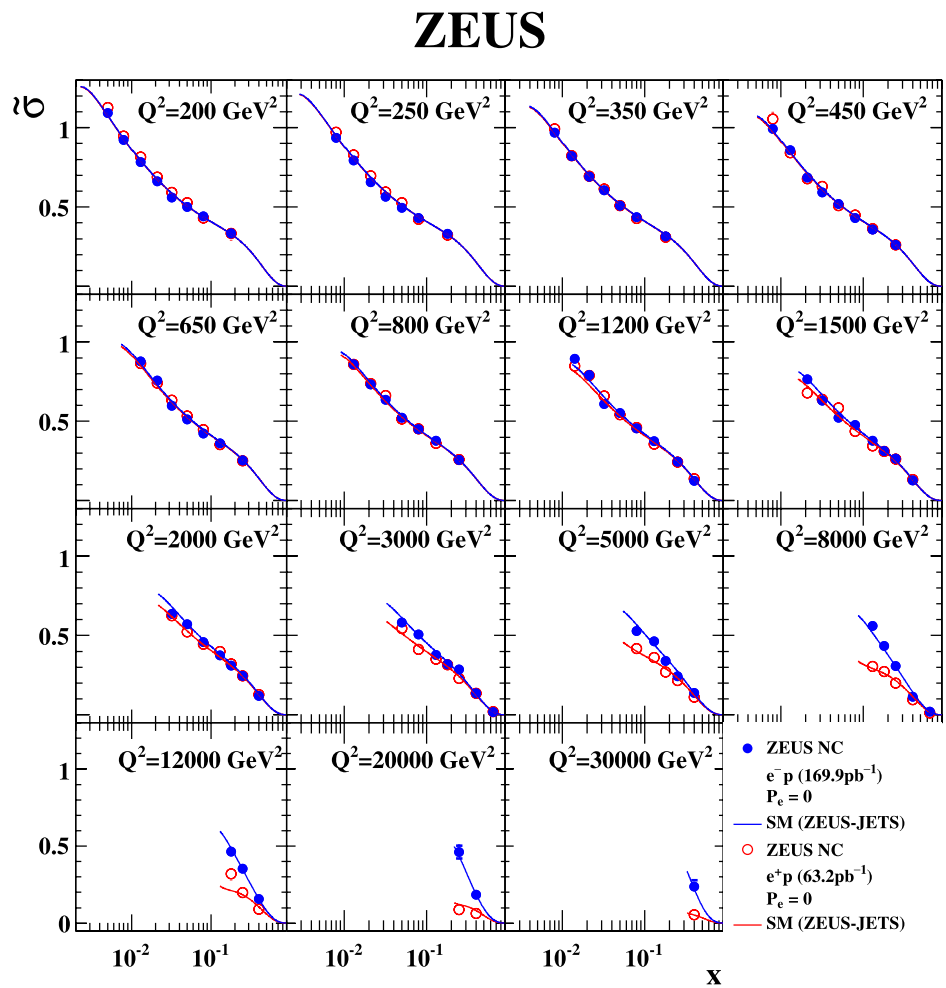 ZEUS
σ̃
Q²=200 GeV²
Q²=250 GeV²
Q²=350 GeV²
Q²=450 GeV²
1
0.5
Q²=650 GeV²
Q²=800 GeV²
Q²=1200 GeV²
Q²=1500 GeV²
1
0.5
0
Q²=2000 GeV²
Q²=3000 GeV²
Q²=5000 GeV²
Q²=8000 GeV²
1
0.5
0
Q²=12000 GeV²
Q²=20000 GeV²
Q²=30000 GeV²
1
0.5
0
ZEUS NC
e⁻p (169.9pb⁻¹)
Pₑ = 0
SM (ZEUS-JETS)
ZEUS NC
e⁺p (63.2pb⁻¹)
Pₑ = 0
SM (ZEUS-JETS)
10⁻² 10⁻¹ 10⁻² 10⁻¹ 10⁻² 10⁻¹
x